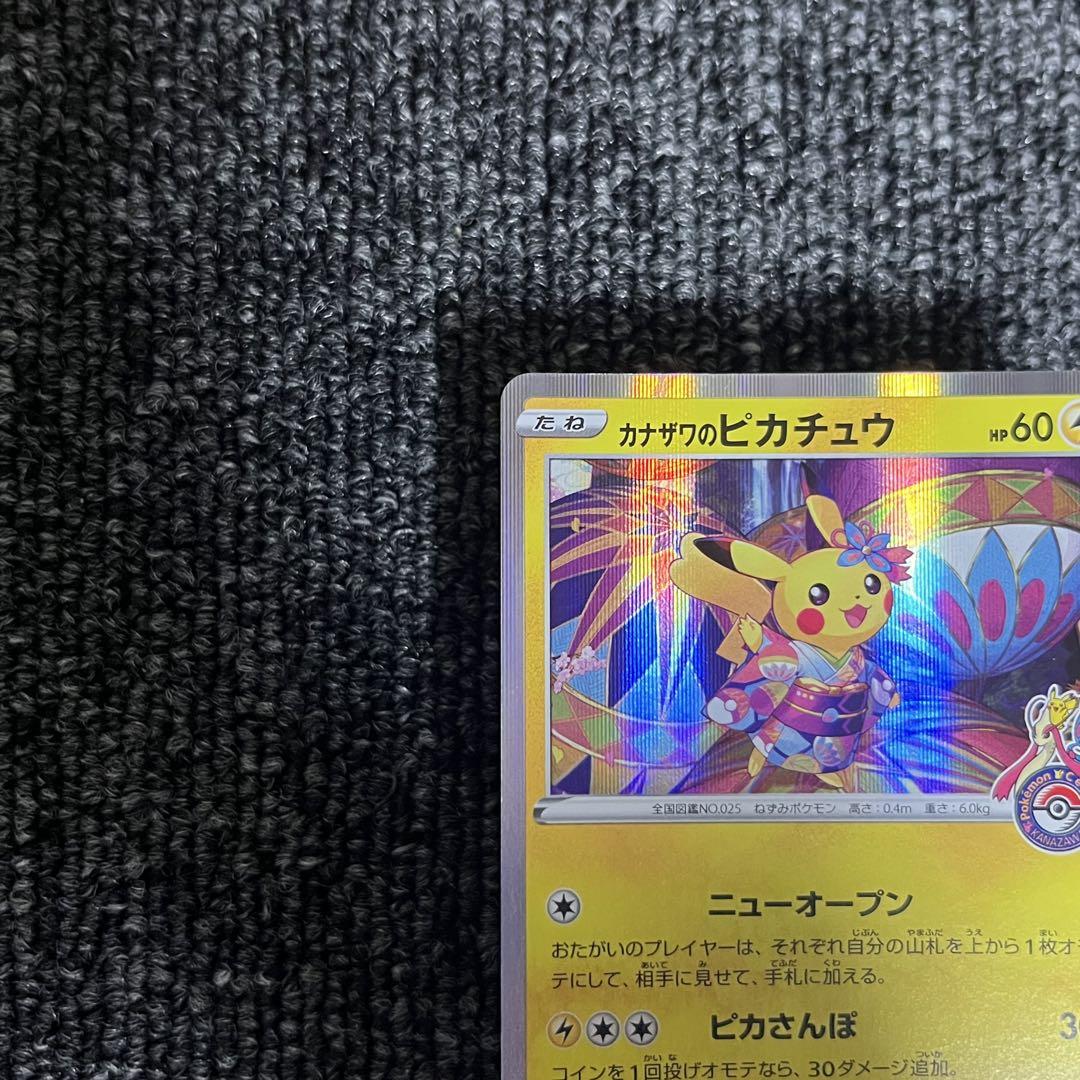 たね カナザワのピカチュウ HP60
全国図鑑NO.025 ねずみポケモン 高さ:0.4m 重さ:6.0kg
Pokémon Ce
KANAZAW
ニューオープン
おたがいのプレイヤーは、それぞれ自分の山札を上から1枚オモ
テにして、相手に見せて、手札に加える。
ピカさんぽ 3
コインを1回投げオモテなら、30ダメージ追加。